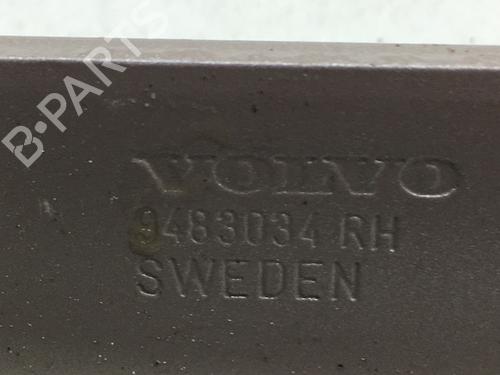 B-PARTS
VOLVO
9483034 RH
SWEDEN